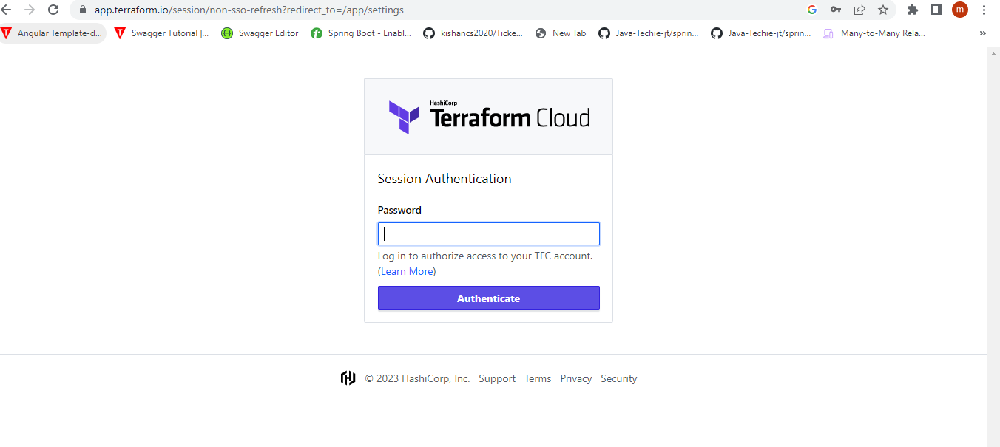 app.terraform.io/session/non-sso-refresh?redirect_to=/app/settings
m
Angular Template-d... Swagger Tutorial |... Swagger Editor Spring Boot - Enabl... kishancs2020/Ticke... New Tab Java-Techie-jt/sprin... Java-Techie-jt/sprin... Many-to-Many Rela... »
HashiCorp
Terraform Cloud
Session Authentication
Password
Log in to authorize access to your TFC account.
(Learn More)
Authenticate
© 2023 HashiCorp, Inc. Support Terms Privacy Security